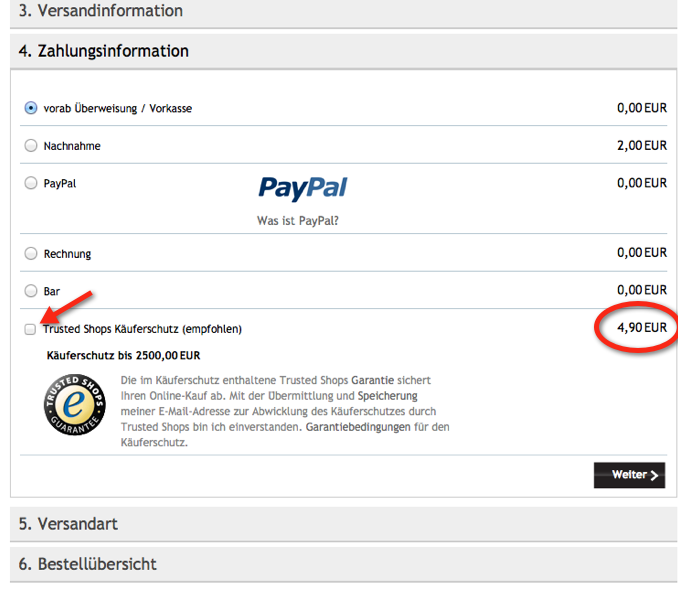 3. Versandinformation
4. Zahlungsinformation
vorab Überweisung / Vorkasse 0,00 EUR
Nachnahme 2,00 EUR
PayPal PayPal 0,00 EUR
Was ist PayPal?
Rechnung 0,00 EUR
Bar 0,00 EUR
Trusted Shops Käuferschutz (empfohlen) 4,90 EUR
Käuferschutz bis 2500,00 EUR
TRUSTED SHOPS
e
GUARANTEE
Die im Käuferschutz enthaltene Trusted Shops Garantie sichert
Ihren Online-Kauf ab. Mit der Übermittlung und Speicherung
meiner E-Mail-Adresse zur Abwicklung des Käuferschutzes durch
Trusted Shops bin ich einverstanden. Garantiebedingungen für den
Käuferschutz.
Weiter
5. Versandart
6. Bestellübersicht